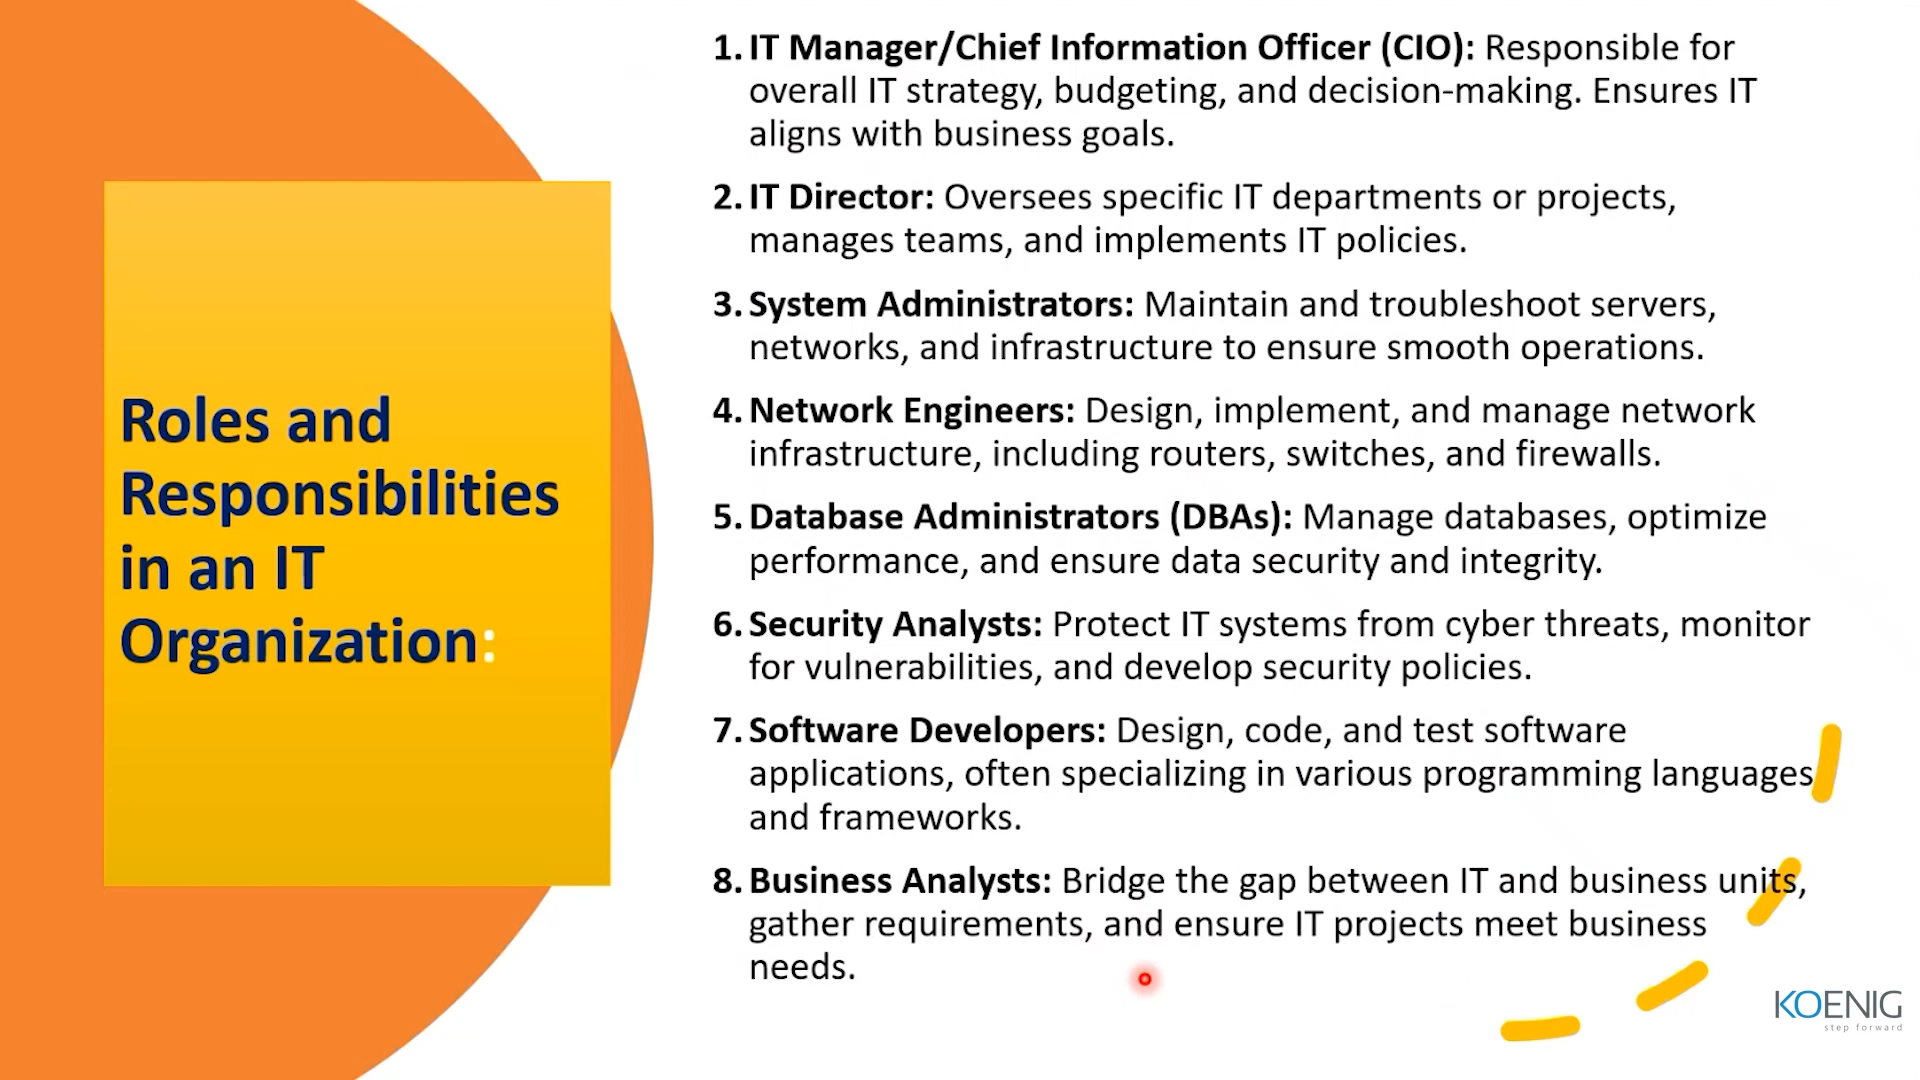 Roles and
Responsibilities
in an IT
Organization:
1. IT Manager/Chief Information Officer (CIO): Responsible for
overall IT strategy, budgeting, and decision-making. Ensures IT
aligns with business goals.
2. IT Director: Oversees specific IT departments or projects,
manages teams, and implements IT policies.
3. System Administrators: Maintain and troubleshoot servers,
networks, and infrastructure to ensure smooth operations.
4. Network Engineers: Design, implement, and manage network
infrastructure, including routers, switches, and firewalls.
5. Database Administrators (DBAs): Manage databases, optimize
performance, and ensure data security and integrity.
6. Security Analysts: Protect IT systems from cyber threats, monitor
for vulnerabilities, and develop security policies.
7. Software Developers: Design, code, and test software
applications, often specializing in various programming languages
and frameworks.
8. Business Analysts: Bridge the gap between IT and business units,
gather requirements, and ensure IT projects meet business
needs.
KOENIG
step forward